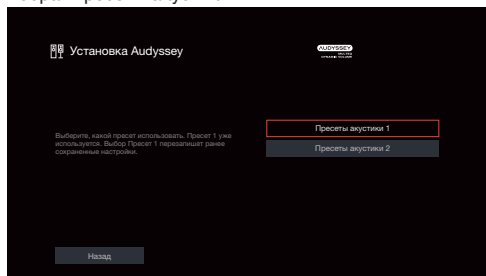 Установка Audyssey
AUDYSSEY
Выберите, какой пресет использовать. Пресет 1 уже
используется. Выбор Пресет 1 перезапишет ранее
сохраненные настройки.
Пресеты акустики 1
Пресеты акустики 2
Назад